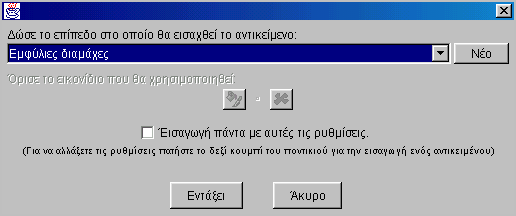 Δώσε το επίπεδο στο οποίο θα εισαχθεί το αντικείμενο:
Εμφύλιες διαμάχες
Νέο
Όρισε το εικονίδιο που θα χρησιμοποιηθεί
Έισαγωγή πάντα με αυτές τις ρυθμίσεις.
(Για να αλλάξετε τις ρυθμίσεις πατήστε το δεξί κουμπί του ποντικιού για την εισαγωγή ενός αντικειμένου)
Εντάξει
Άκυρο